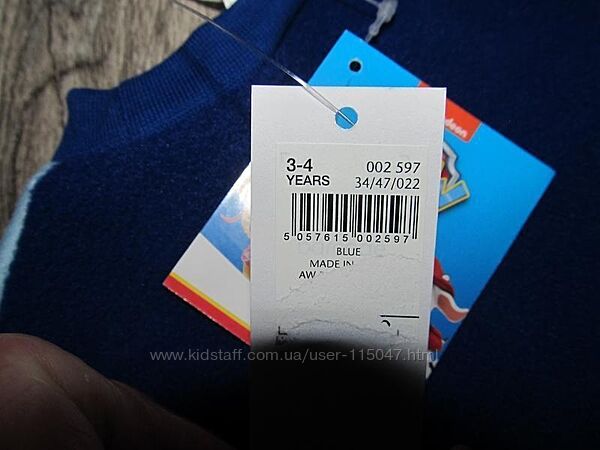 3-4
YEARS
002 597
34/47/022
5 057615 002597
BLUE
MADE IN
AW
www.kidstaff.com.ua/user-115047.html